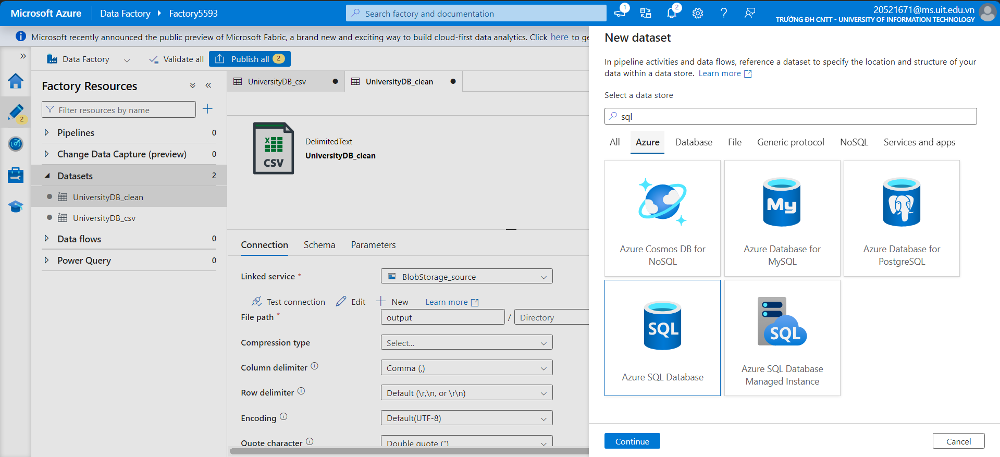 Microsoft Azure
Data Factory
Factory5593
Search factory and documentation
1
2
20521671@ms.uit.edu.vn
TRƯỜNG ĐH CNTT - UNIVERSITY OF INFORMATION TECHNOLOGY
Microsoft recently announced the public preview of Microsoft Fabric, a brand new and exciting way to build cloud-first data analytics. Click here to ge
Data Factory
Validate all
Publish all 2
2
Factory Resources
Filter resources by name
Pipelines 0
Change Data Capture (preview) 0
Datasets 2
UniversityDB_clean
UniversityDB_csv
Data flows 0
Power Query 0
UniversityDB_csv
UniversityDB_clean
X
CSV
DelimitedText
UniversityDB_clean
Connection
Schema
Parameters
Linked service *
BlobStorage_source
Test connection
Edit
New
Learn more
File path *
output
/
Directory
Compression type
Select...
Column delimiter
Comma (,)
Row delimiter
Default (\r,\n, or \r\n)
Encoding
Default(UTF-8)
Quote character
Double quote (")
New dataset
In pipeline activities and data flows, reference a dataset to specify the location and structure of your
data within a data store. Learn more
Select a data store
sql
All
Azure
Database
File
Generic protocol
NoSQL
Services and apps
Azure Cosmos DB for
NoSQL
My
Azure Database for
MySQL
Azure Database for
PostgreSQL
SQL
Azure SQL Database
SQL
Azure SQL Database
Managed Instance
Continue
Cancel